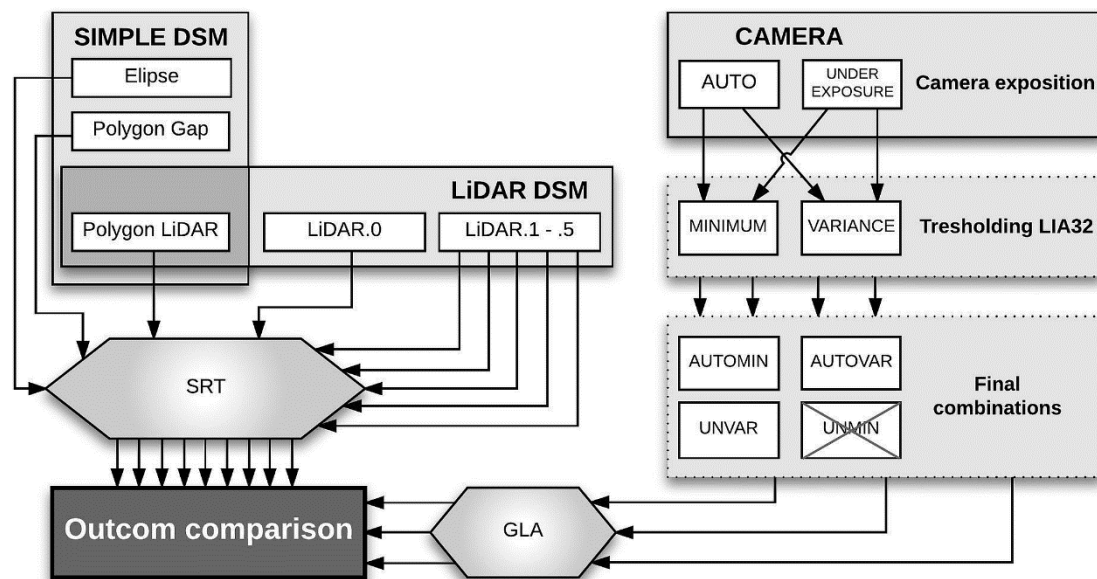 SIMPLE DSM
Elipse
Polygon Gap
LiDAR DSM
Polygon LiDAR
LiDAR.0
LiDAR.1 - .5
SRT
Outcom comparison
GLA
CAMERA
AUTO
UNDER
EXPOSURE
Camera exposition
MINIMUM
VARIANCE
Tresholding LIA32
AUTOMIN
AUTOVAR
UNVAR
UNMIN
Final
combinations